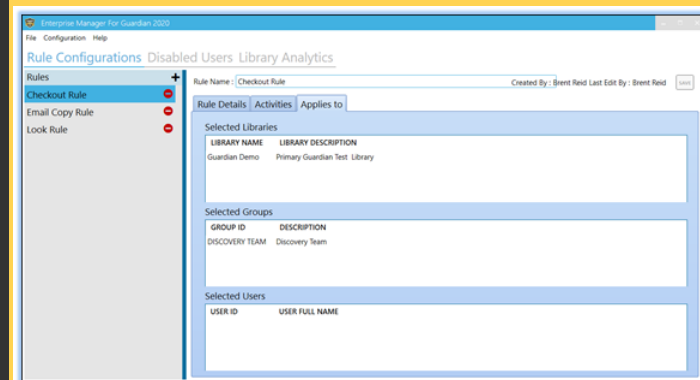 Enterprise Manager For Guardian 2020
File Configuration Help
Rule Configurations Disabled Users Library Analytics
Rules
Checkout Rule
Email Copy Rule
Look Rule
Rule Name : Checkout Rule
Created By : Brent Reid Last Edit By : Brent Reid
Rule Details Activities Applies to
Selected Libraries
LIBRARY NAME LIBRARY DESCRIPTION
Guardian Demo Primary Guardian Test Library
Selected Groups
GROUP ID DESCRIPTION
DISCOVERY TEAM Discovery Team
Selected Users
USER ID USER FULL NAME